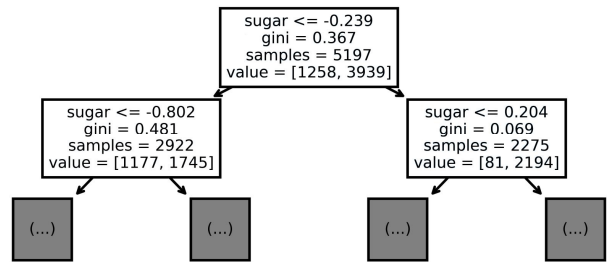 sugar <= -0.239
gini = 0.367
samples = 5197
value = [1258, 3939]
sugar <= -0.802
gini = 0.481
samples = 2922
value = [1177, 1745]
sugar <= 0.204
gini = 0.069
samples = 2275
value = [81, 2194]
(...)
(...)
(...)
(...)